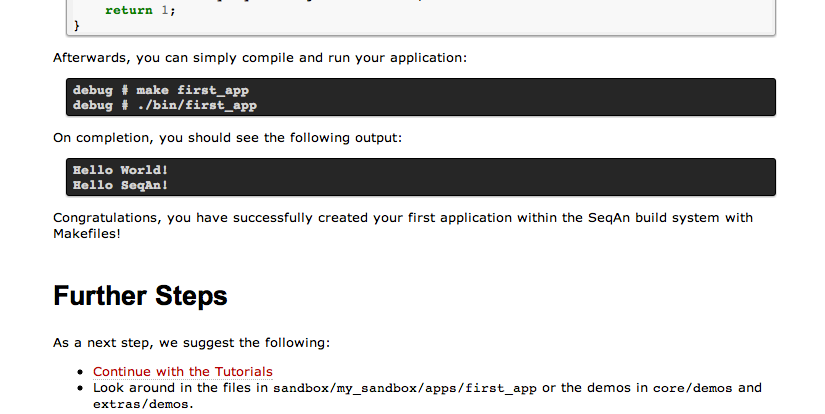 return 1;
}
Afterwards, you can simply compile and run your application:
debug # make first_app
debug # ./bin/first_app
On completion, you should see the following output:
Hello World!
Hello SeqAn!
Congratulations, you have successfully created your first application within the SeqAn build system with
Makefiles!
Further Steps
As a next step, we suggest the following:
• Continue with the Tutorials
• Look around in the files in sandbox/my_sandbox/apps/first_app or the demos in core/demos and
extras/demos.